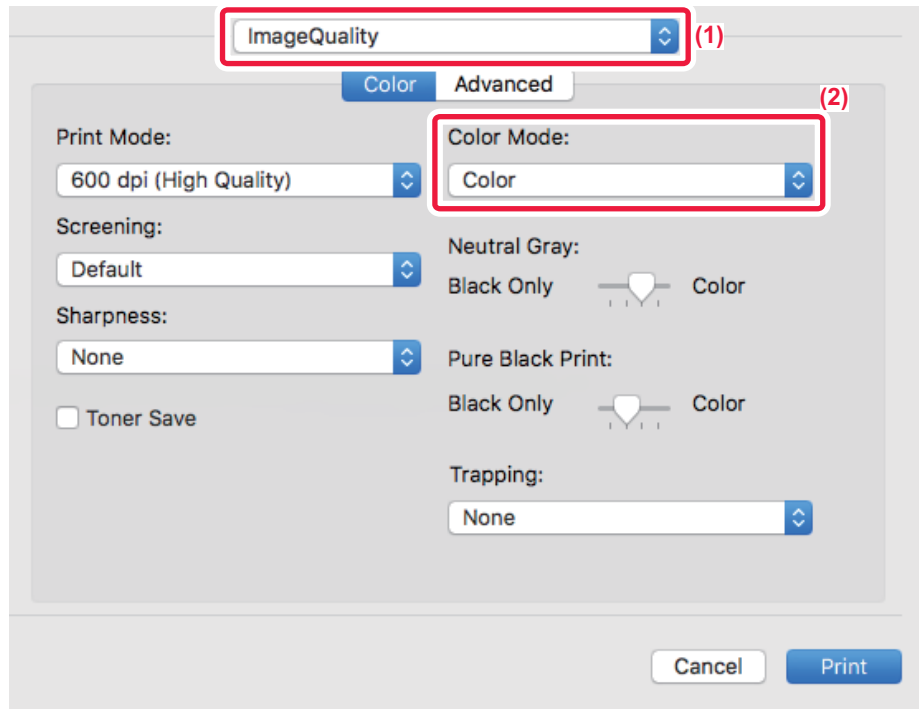 ImageQuality
(1)
Color Advanced
(2)
Print Mode:
600 dpi (High Quality)
Screening:
Default
Sharpness:
None
Toner Save
Color Mode:
Color
Neutral Gray:
Black Only Color
Pure Black Print:
Black Only Color
Trapping:
None
Cancel Print